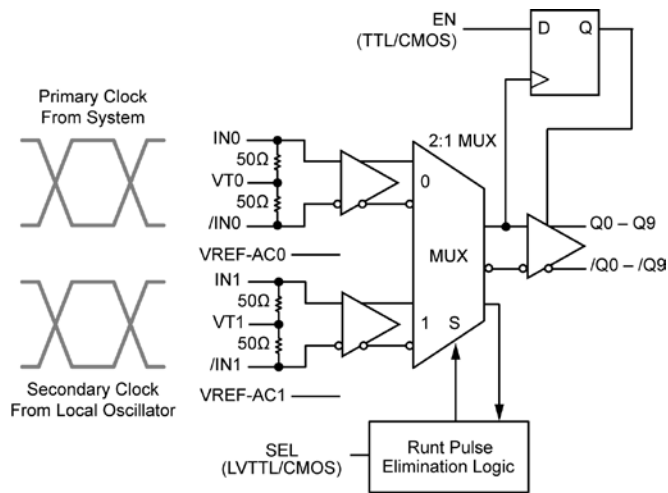 EN
(TTL/CMOS)
D Q
Primary Clock
From System
IN0
50Ω
VT0
50Ω
/IN0
VREF-AC0
2:1 MUX
0
MUX
Q0 – Q9
/Q0 – /Q9
IN1
50Ω
VT1
50Ω
/IN1
VREF-AC1
1 S
Secondary Clock
From Local Oscillator
SEL
(LVTTL/CMOS)
Runt Pulse
Elimination Logic